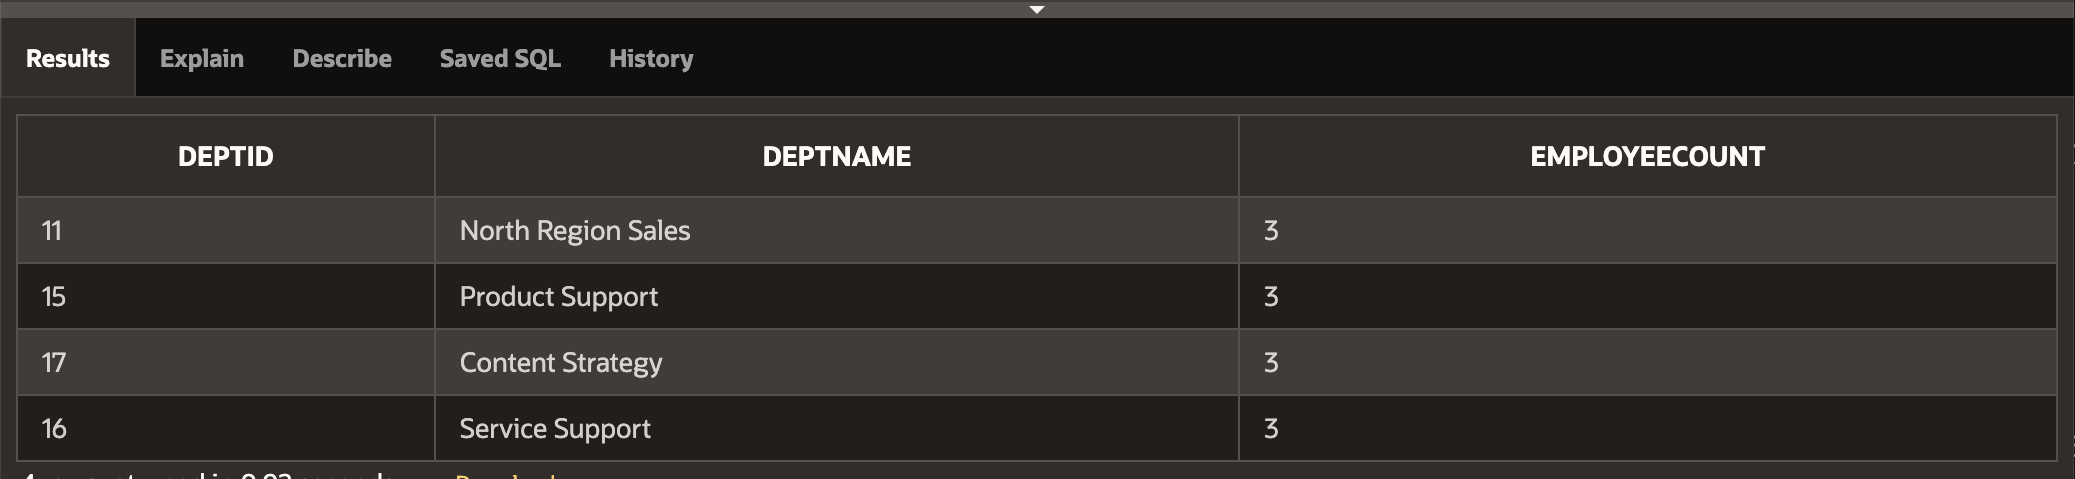 Results Explain Describe Saved SQL History
DEPTID DEPTNAME EMPLOYEECOUNT
11 North Region Sales 3
15 Product Support 3
17 Content Strategy 3
16 Service Support 3